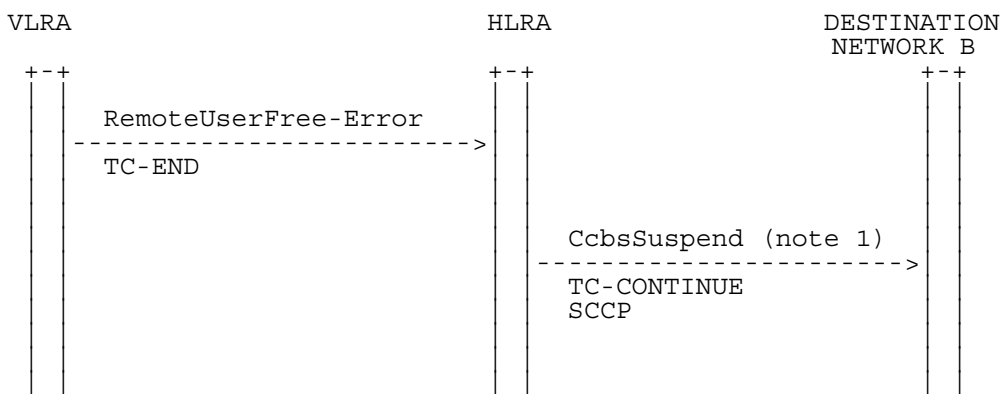 VLRA HLRA DESTINATION
NETWORK B
RemoteUserFree-Error
TC-END
CcbsSuspend (note 1)
TC-CONTINUE
SCCP